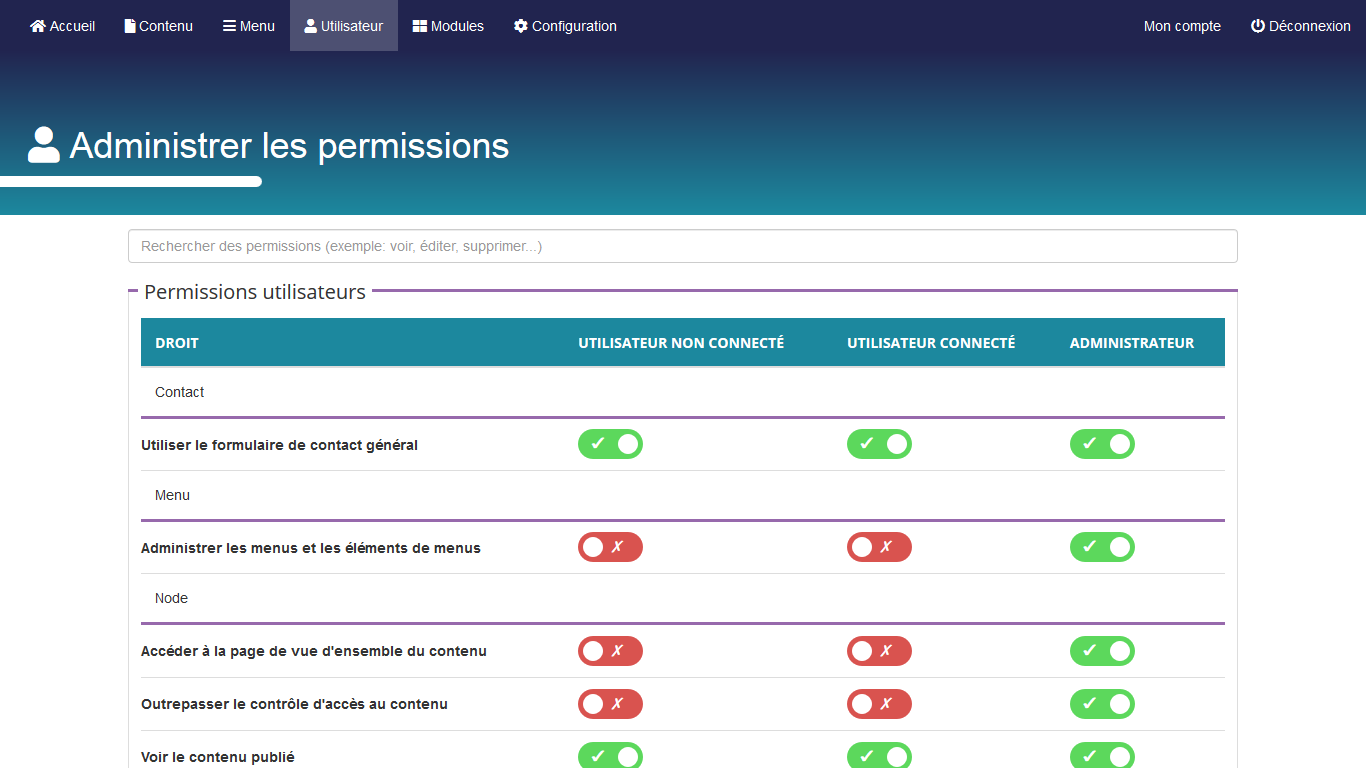 Accueil Contenu Menu Utilisateur Modules Configuration Mon compte Déconnexion
Administrer les permissions
Rechercher des permissions (exemple: voir, éditer, supprimer...)
Permissions utilisateurs
DROIT UTILISATEUR NON CONNECTÉ UTILISATEUR CONNECTÉ ADMINISTRATEUR
Contact
Utiliser le formulaire de contact général
Menu
Administrer les menus et les éléments de menus
Node
Accéder à la page de vue d'ensemble du contenu
Outrepasser le contrôle d'accès au contenu
Voir le contenu publié